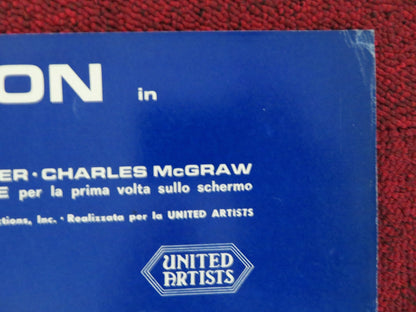 ON in
ER · CHARLES McGRAW
E per la prima volta sullo schermo
ctions, Inc. · Realizzata per la UNITED ARTISTS
UNITED
ARTISTS